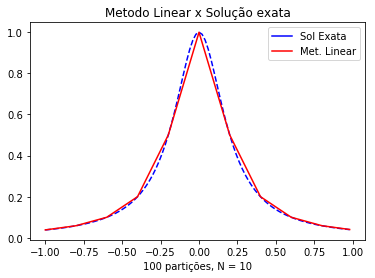 Metodo Linear x Solução exata
Sol Exata
Met. Linear
1.0
0.8
0.6
0.4
0.2
0.0
−1.00 −0.75 −0.50 −0.25 0.00 0.25 0.50 0.75 1.00
100 partições, N = 10